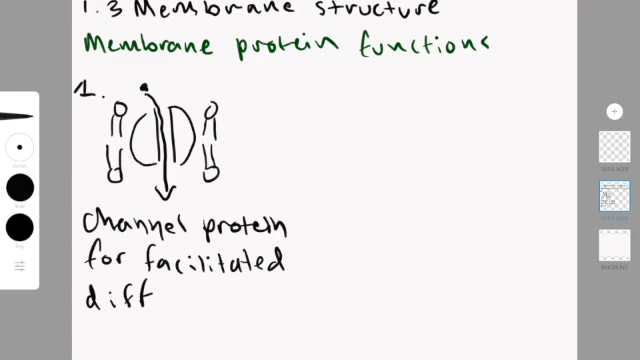 1.3 Membrane structure
Membrane protein functions
1.
Channel protein
for facilitated
diff